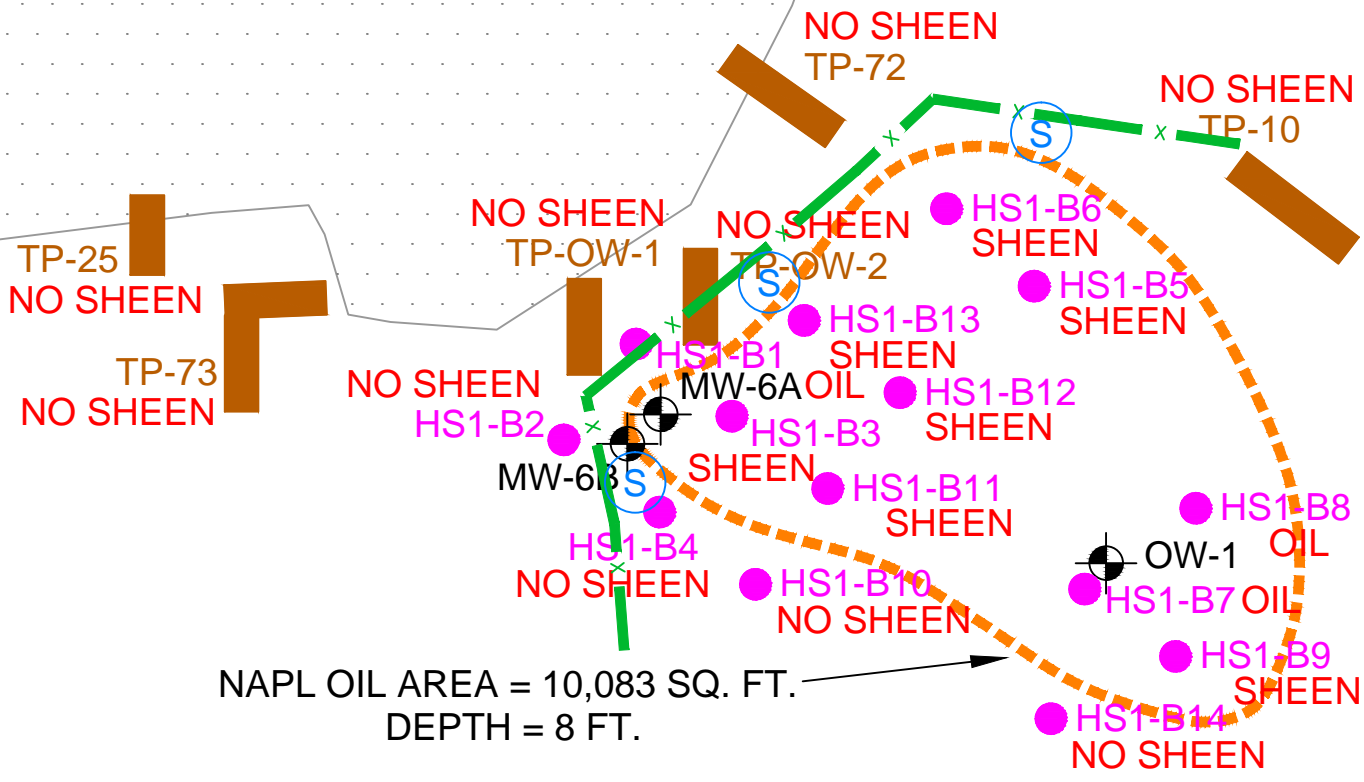 NO SHEEN
TP-72
NO SHEEN
TP-10
S
NO SHEEN
TP-OW-1
NO SHEEN
TP-OW-2
S
HS1-B6
SHEEN
TP-25
NO SHEEN
HS1-B5
SHEEN
HS1-B13
SHEEN
HS1-B1
TP-73
NO SHEEN
NO SHEEN
HS1-B2
MW-6A OIL
HS1-B12
SHEEN
HS1-B3
SHEEN
MW-6B
S
HS1-B11
SHEEN
HS1-B8
OIL
HS1-B4
NO SHEEN
OW-1
HS1-B10
NO SHEEN
HS1-B7 OIL
HS1-B9
SHEEN
NAPL OIL AREA = 10,083 SQ. FT.
DEPTH = 8 FT.
HS1-B14
NO SHEEN